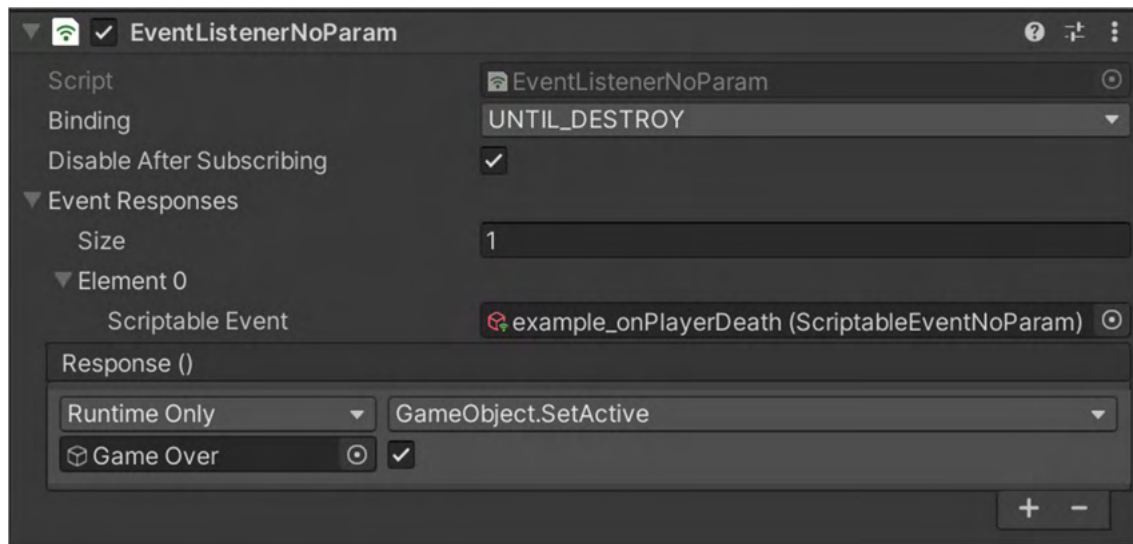 EventListenerNoParam
Script EventListenerNoParam
Binding UNTIL_DESTROY
Disable After Subscribing
Event Responses
Size 1
Element 0
Scriptable Event example_onPlayerDeath (ScriptableEventNoParam)
Response ()
Runtime Only GameObject.SetActive
Game Over